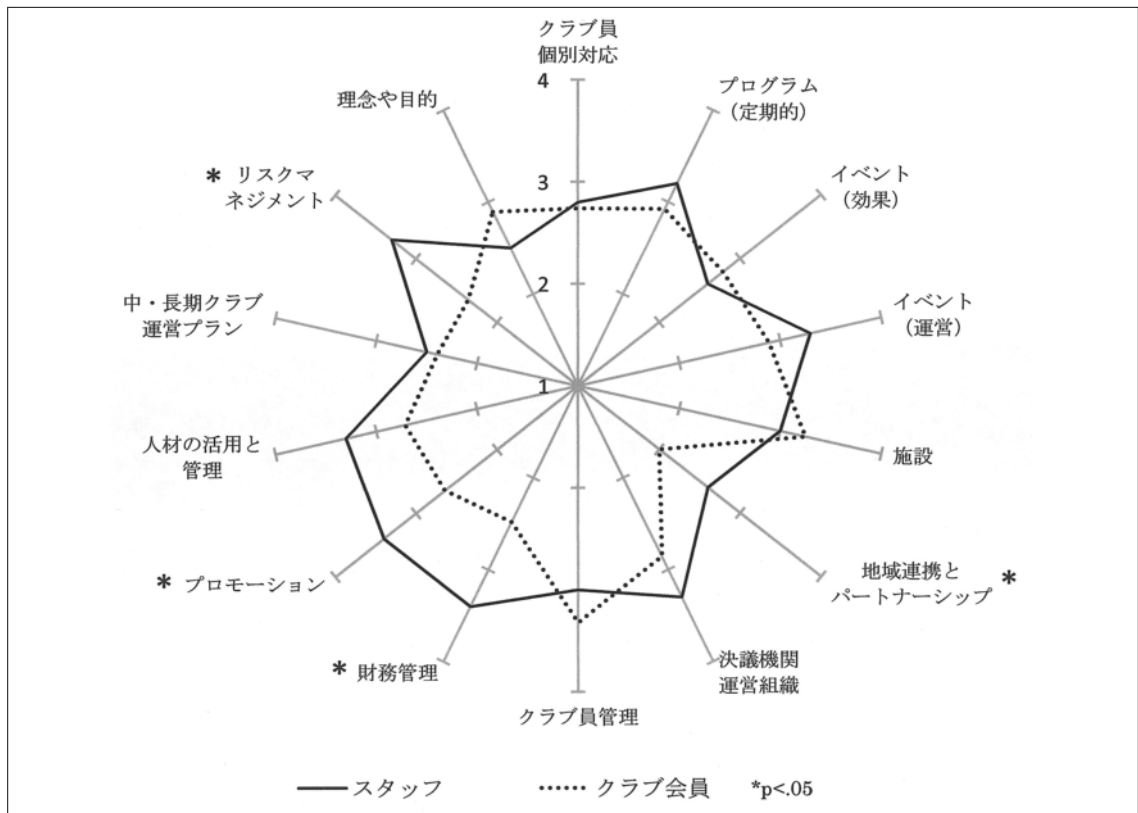 クラブ員
個別対応
プログラム
（定期的）
イベント
（効果）
イベント
（運営）
施設
地域連携と
パートナーシップ *
決議機関
運営組織
クラブ員管理
* 財務管理
* プロモーション
人材の活用と
管理
中・長期クラブ
運営プラン
* リスクマ
ネジメント
理念や目的
4
3
2
1
スタッフ クラブ会員 *p<.05